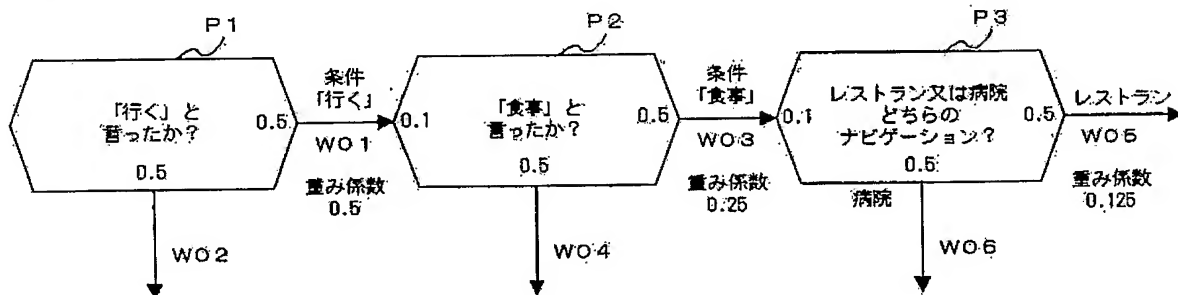 P1
「行く」と
言ったか?
0.5
0.5
条件
「行く」
WO1
重み係数
0.5
WO2
P2
0.1
「食事」と
言ったか?
0.5
0.5
条件
「食事」
WO3
重み係数
0.25
WO4
P3
0.1
レストラン又は病院
どちらの
ナビゲーション?
0.5
0.5
病院
レストラン
WO5
重み係数
0.125
WO6